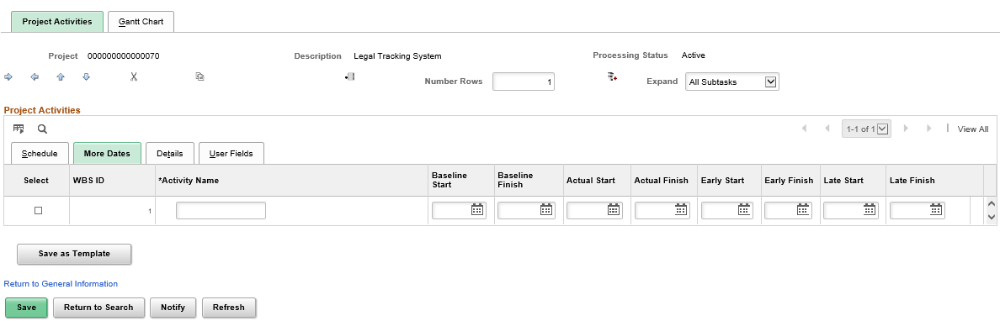 Project Activities Gantt Chart
Project 000000000000070 Description Legal Tracking System Processing Status Active
Number Rows 1 Expand All Subtasks
Project Activities
1-1 of 1 View All
Schedule More Dates Details User Fields
Select WBS ID *Activity Name Baseline Start Baseline Finish Actual Start Actual Finish Early Start Early Finish Late Start Late Finish
1
Save as Template
Return to General Information
Save Return to Search Notify Refresh